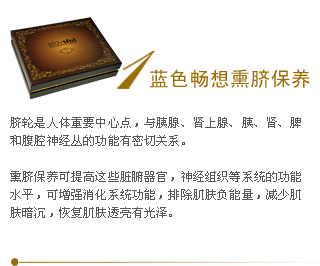 1 蓝色畅想熏脐保养
脐轮是人体重要中心点，与胰腺、肾上腺、胰、肾、脾
和腹腔神经丛的功能有密切关系。
熏脐保养可提高这些脏腑器官，神经组织等系统的功能
水平，可增强消化系统功能，排除肌肤负能量，减少肌
肤暗沉，恢复肌肤透亮有光泽。